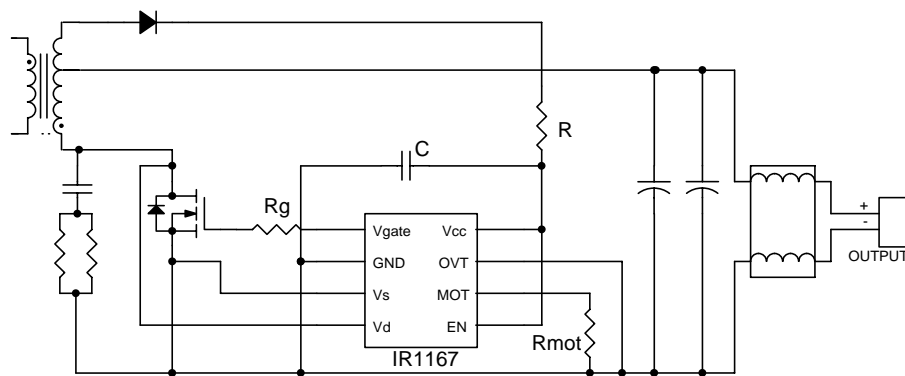 R
C
Rg
Vgate
Vcc
GND
OVT
Vs
MOT
Vd
EN
IR1167
Rmot
+
-
OUTPUT